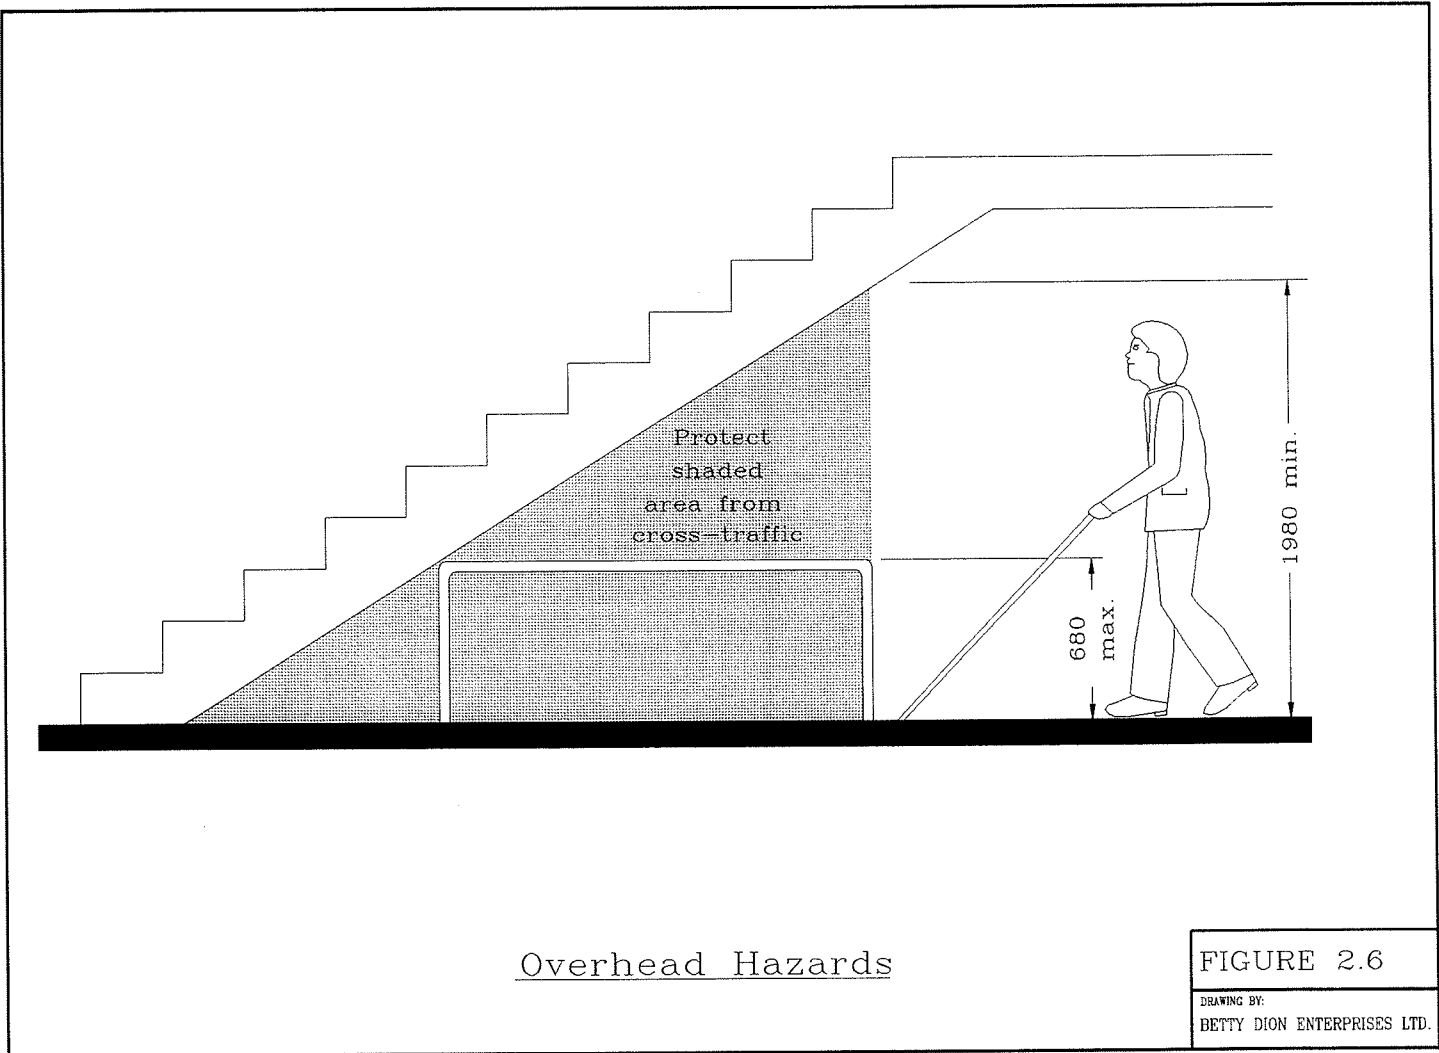 Protect
shaded
area from
cross-traffic
680
max.
1980 min.
Overhead Hazards
FIGURE 2.6
DRAWING BY:
BETTY DION ENTERPRISES LTD.